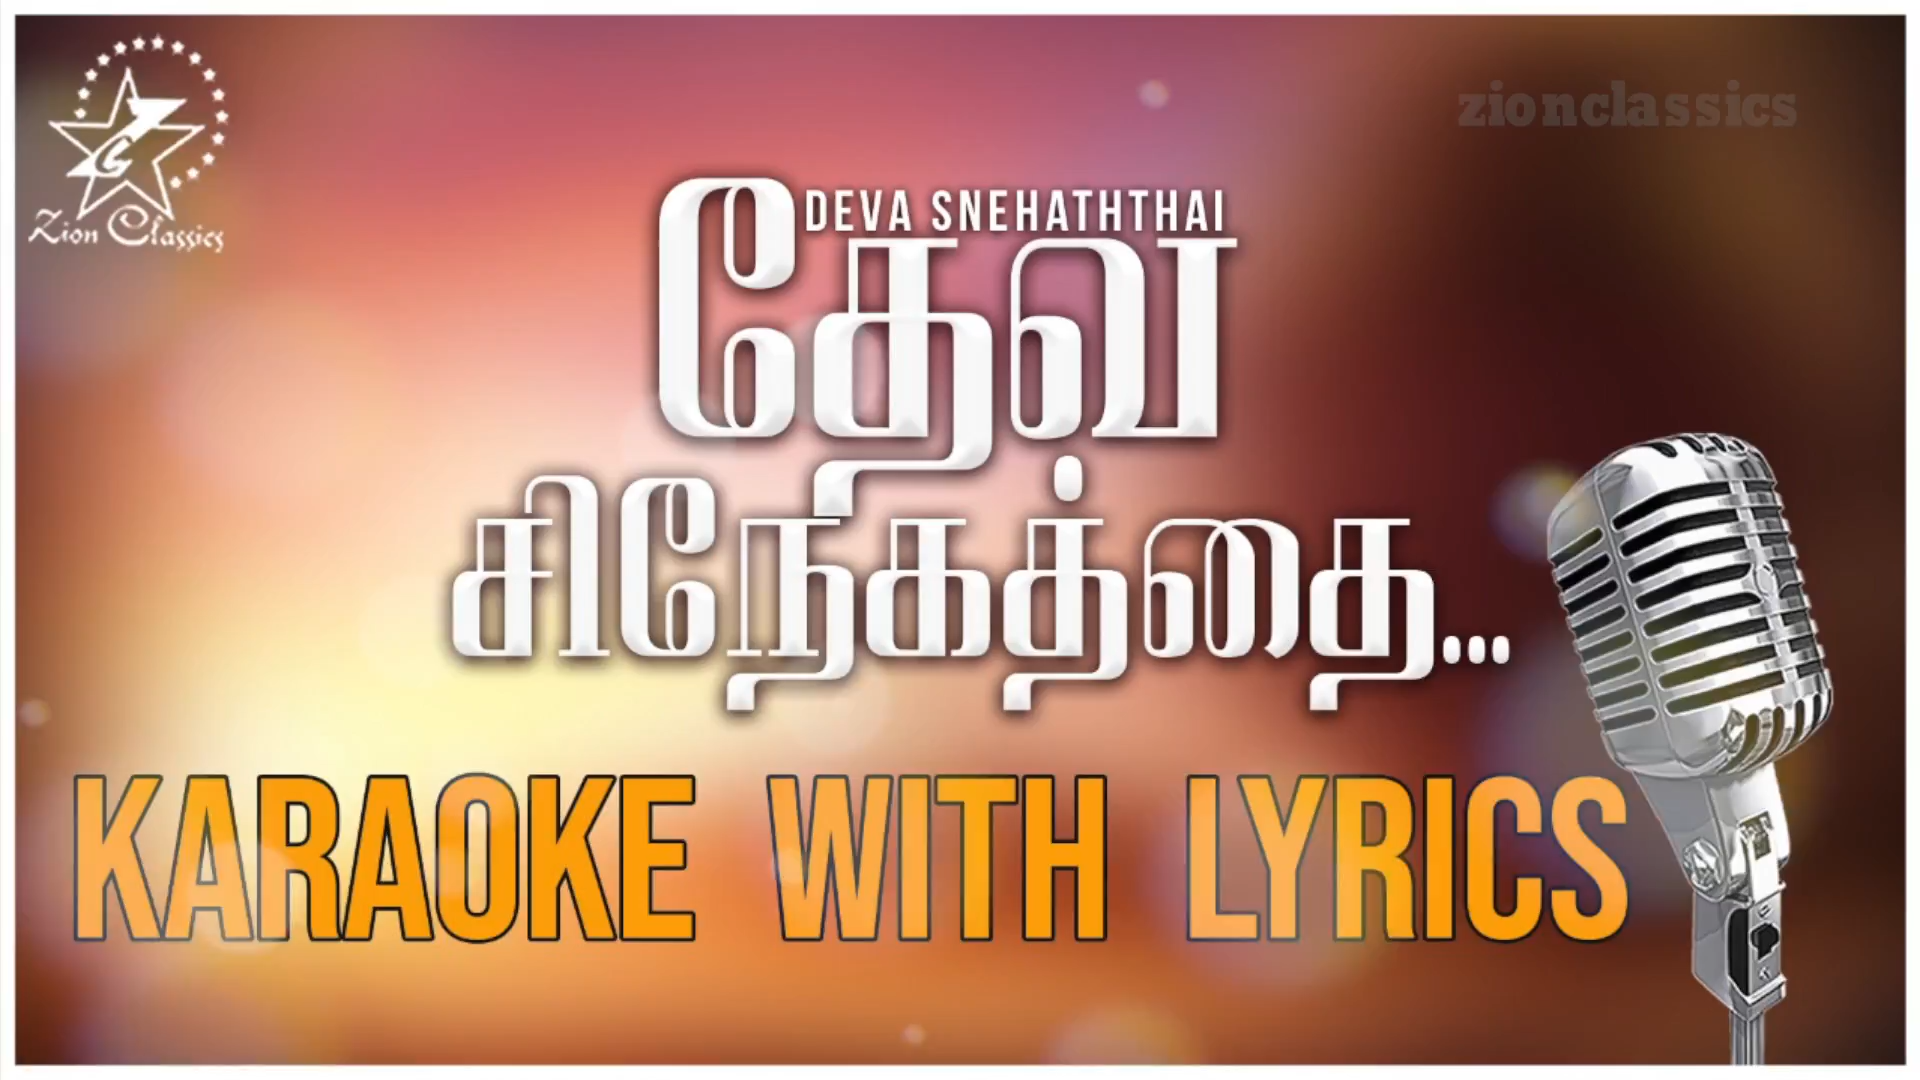 Zion Classics
zionclassics
DEVA SNEHATHTHAI
தேவ
சிநேகத்தை...
KARAOKE WITH LYRICS